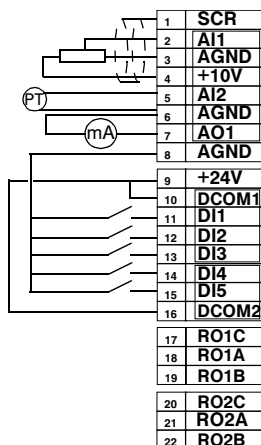 1 SCR
2 AI1
3 AGND
4 +10V
PT
5 AI2
6 AGND
mA
7 AO1
8 AGND
9 +24V
10 DCOM1
11 DI1
12 DI2
13 DI3
14 DI4
15 DI5
16 DCOM2
17 RO1C
18 RO1A
19 RO1B
20 RO2C
21 RO2A
22 RO2B